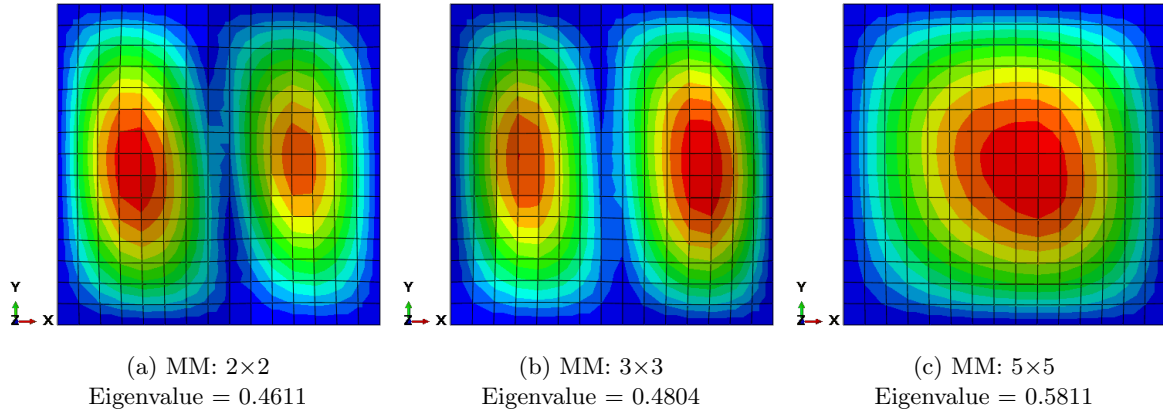 Y
Z X
Y
Z X
Y
Z X
(a) MM: 2×2
Eigenvalue = 0.4611
(b) MM: 3×3
Eigenvalue = 0.4804
(c) MM: 5×5
Eigenvalue = 0.5811